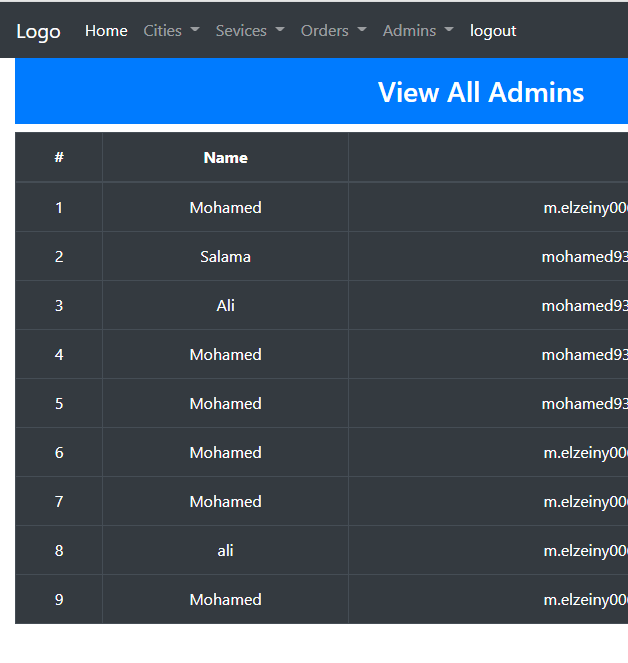 Logo Home Cities Sevices Orders Admins logout
View All Admins
# Name
1 Mohamed m.elzeiny00
2 Salama mohamed93
3 Ali mohamed93
4 Mohamed mohamed93
5 Mohamed mohamed93
6 Mohamed m.elzeiny00
7 Mohamed m.elzeiny00
8 ali m.elzeiny00
9 Mohamed m.elzeiny00